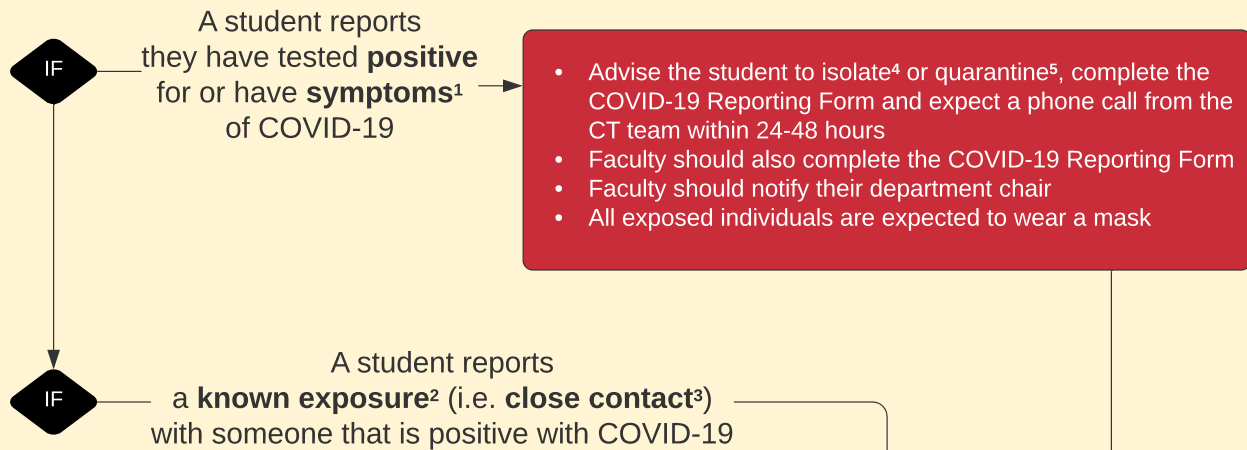 A student reports
they have tested positive
for or have symptoms¹
of COVID-19
IF
• Advise the student to isolate⁴ or quarantine⁵, complete the
COVID-19 Reporting Form and expect a phone call from the
CT team within 24-48 hours
• Faculty should also complete the COVID-19 Reporting Form
• Faculty should notify their department chair
• All exposed individuals are expected to wear a mask
A student reports
a known exposure² (i.e. close contact³)
with someone that is positive with COVID-19
IF